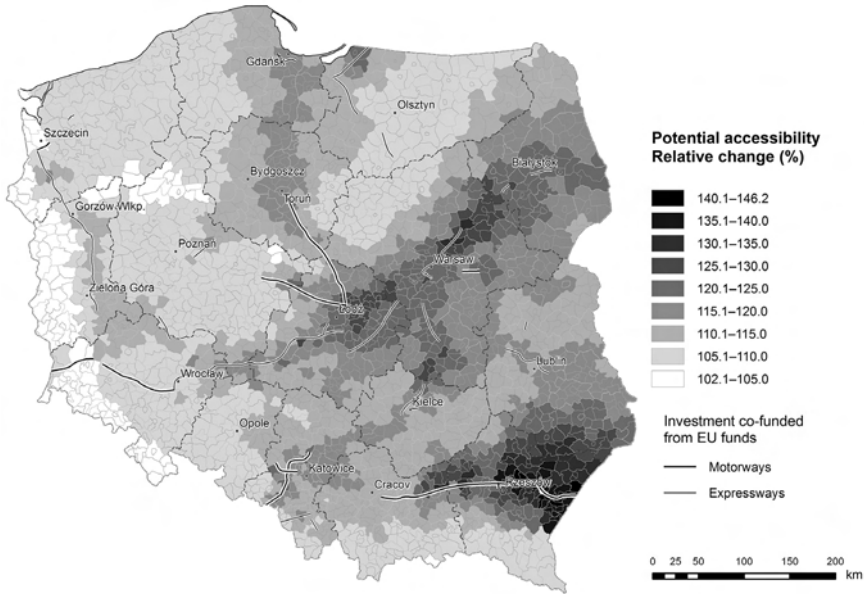 Gdańsk
Olsztyn
Szczecin
Białystok
Bydgoszcz
Toruń
Gorzów Wlkp.
Poznań
Warsaw
Zielona Góra
Łódź
Wrocław
Lublin
Kielce
Opole
Katowice
Cracov
Rzeszów
Potential accessibility
Relative change (%)
140.1–146.2
135.1–140.0
130.1–135.0
125.1–130.0
120.1–125.0
115.1–120.0
110.1–115.0
105.1–110.0
102.1–105.0
Investment co-funded
from EU funds
Motorways
Expressways
0 25 50 100 150 200
km